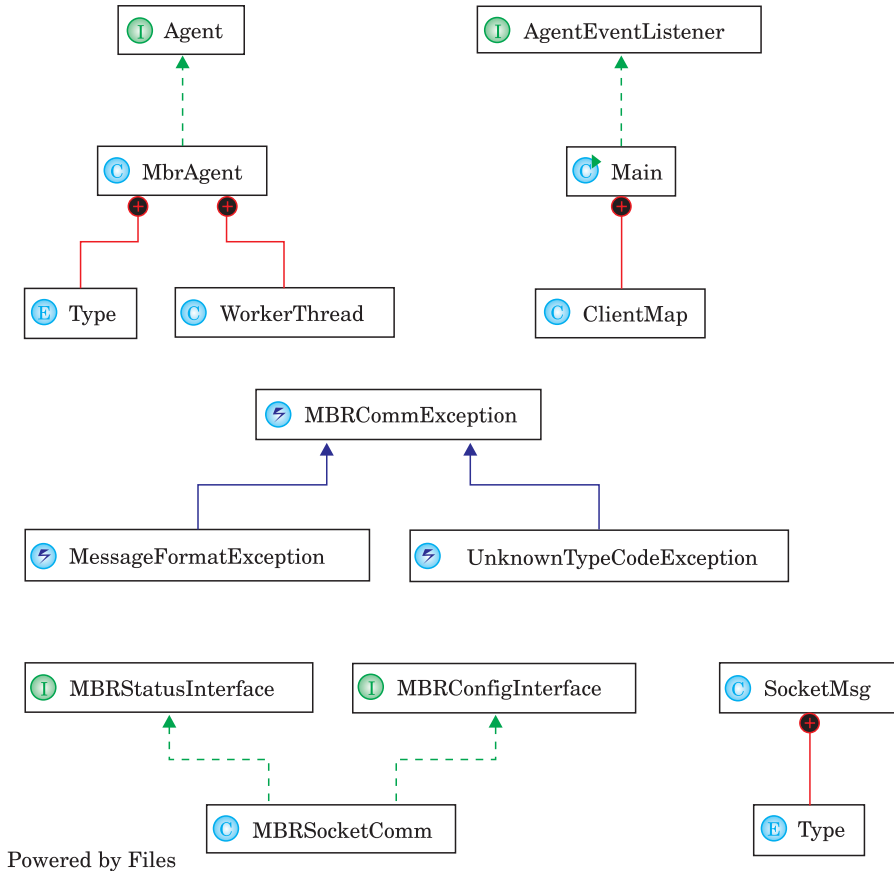 I Agent
I AgentEventListener
C MbrAgent
C Main
E Type
C WorkerThread
C ClientMap
MBRCommException
MessageFormatException
UnknownTypeCodeException
I MBRStatusInterface
I MBRConfigInterface
C SocketMsg
C MBRSocketComm
E Type
Powered by Files